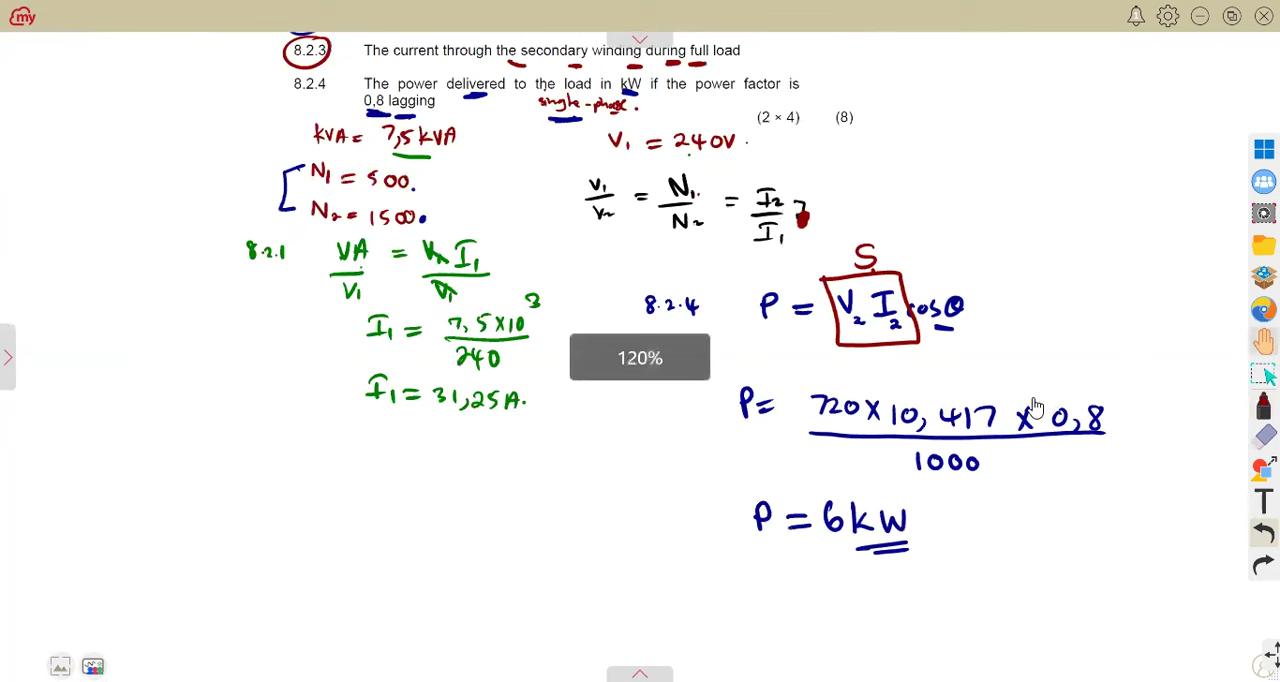 my
8.2.3 The current through the secondary winding during full load
8.2.4 The power delivered to the load in kW if the power factor is
0,8 lagging
single-phase.
(2 × 4) (8)
kVA = 7,5 kVA
V₁ = 240V.
N₁ = 500.
N₂ = 1500.
V₁/V₂ = N₁/N₂ = I₂/I₁
8.2.1 VA/V₁ = V₁ I₁/V₁
I₁ = 7,5×10³/240
I₁ = 31,25A.
S
8.2.4 P = V₂ I₂ cosθ
120%
P = 720 × 10,417 × 0,8
1000
P = 6kW
T